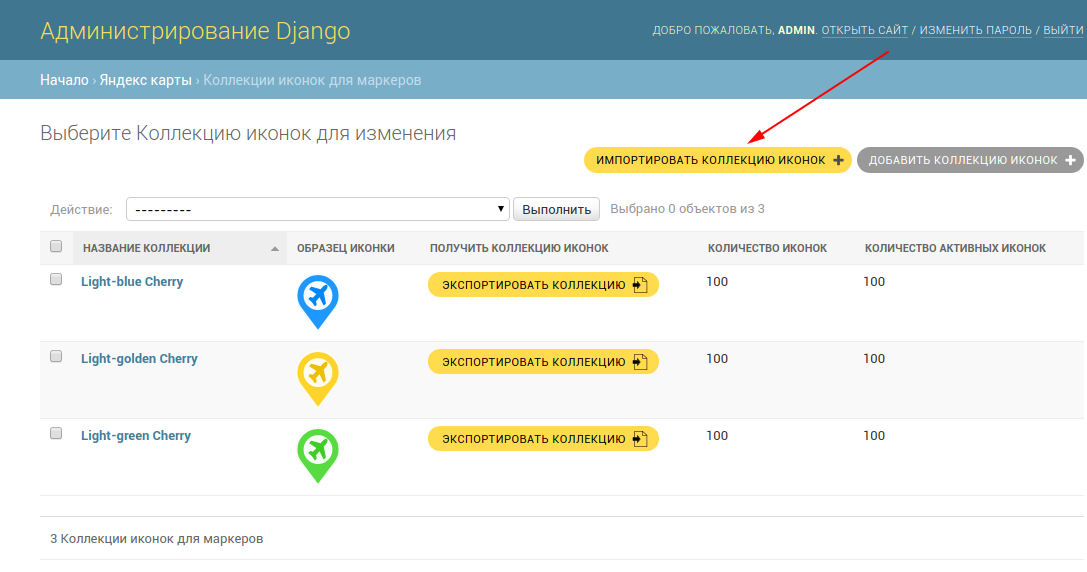 Администрирование Django
ДОБРО ПОЖАЛОВАТЬ, ADMIN. ОТКРЫТЬ САЙТ / ИЗМЕНИТЬ ПАРОЛЬ / ВЫЙТИ
Начало › Яндекс карты › Коллекции иконок для маркеров
Выберите Коллекцию иконок для изменения
ИМПОРТИРОВАТЬ КОЛЛЕКЦИЮ ИКОНОК + ДОБАВИТЬ КОЛЛЕКЦИЮ ИКОНОК +
Действие: --------- Выполнить Выбрано 0 объектов из 3
НАЗВАНИЕ КОЛЛЕКЦИИ ОБРАЗЕЦ ИКОНКИ ПОЛУЧИТЬ КОЛЛЕКЦИЮ ИКОНОК КОЛИЧЕСТВО ИКОНОК КОЛИЧЕСТВО АКТИВНЫХ ИКОНОК
Light-blue Cherry ЭКСПОРТИРОВАТЬ КОЛЛЕКЦИЮ 100 100
Light-golden Cherry ЭКСПОРТИРОВАТЬ КОЛЛЕКЦИЮ 100 100
Light-green Cherry ЭКСПОРТИРОВАТЬ КОЛЛЕКЦИЮ 100 100
3 Коллекции иконок для маркеров